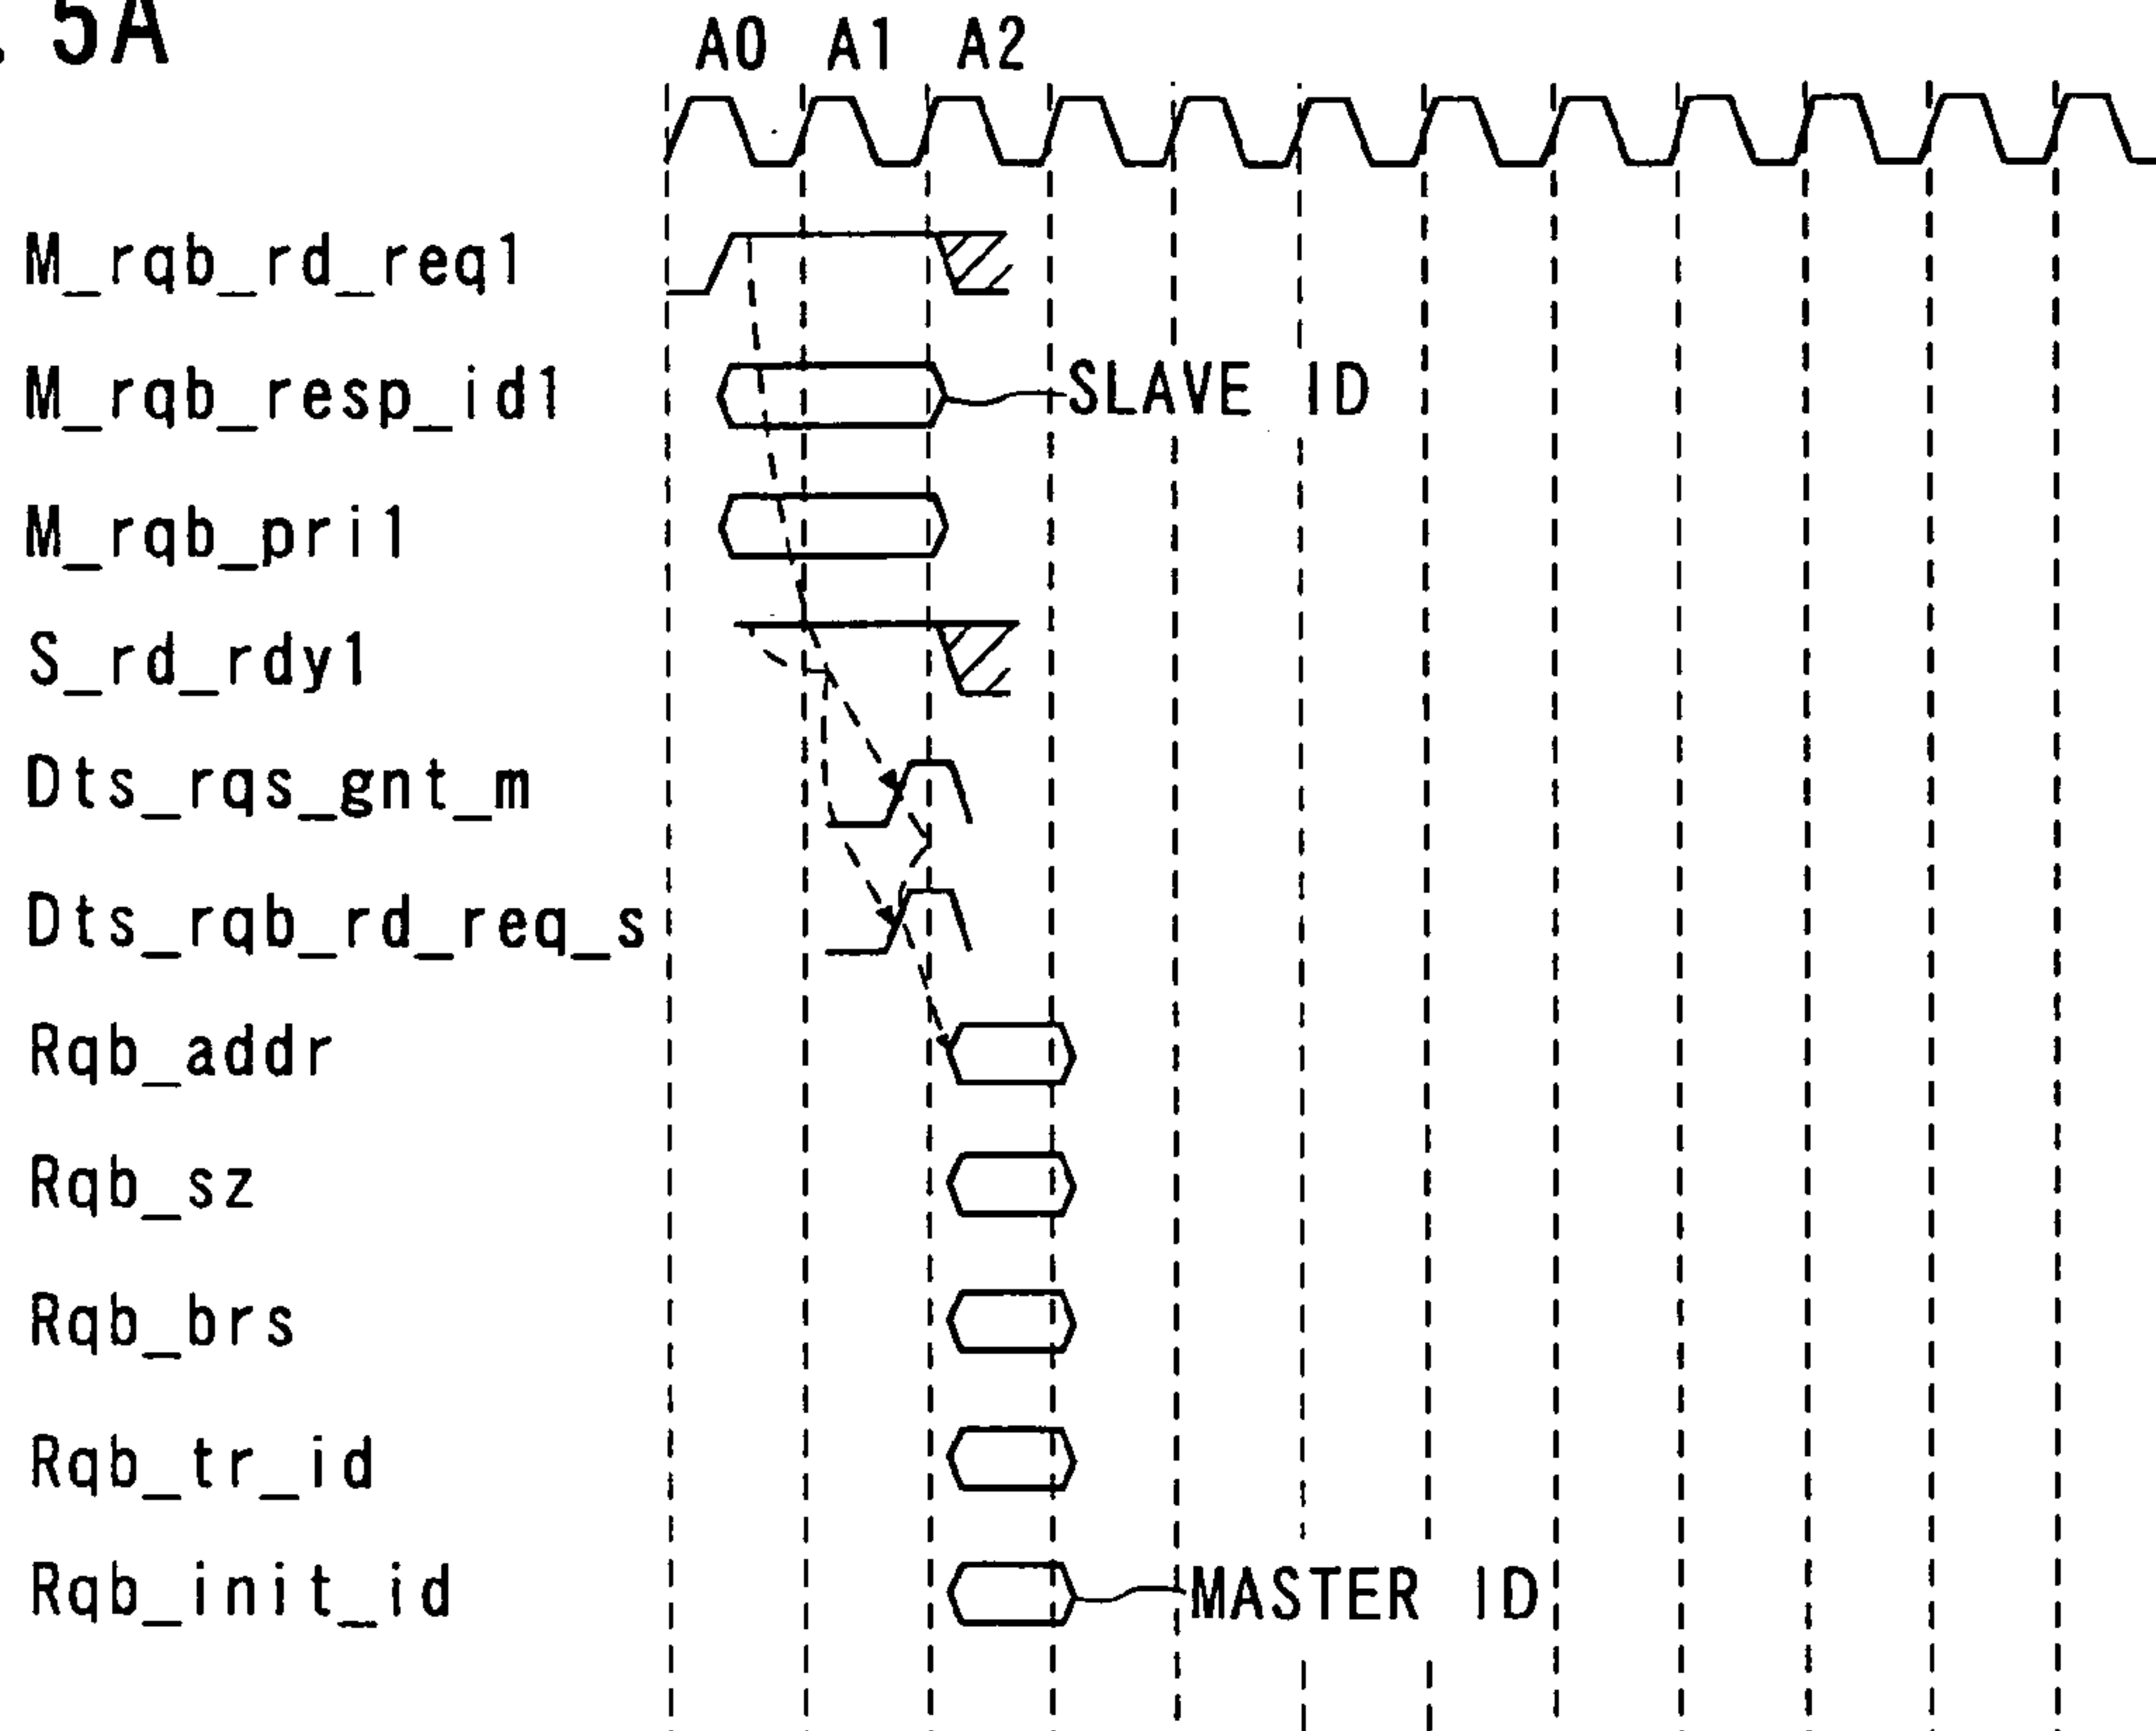 5A
A0 A1 A2
M_rqb_rd_req1
M_rqb_resp_id1
SLAVE ID
M_rqb_pri1
S_rd_rdy1
Dts_rqs_gnt_m
Dts_rqb_rd_req_s
Rqb_addr
Rqb_sz
Rqb_brs
Rqb_tr_id
Rqb_init_id
MASTER ID